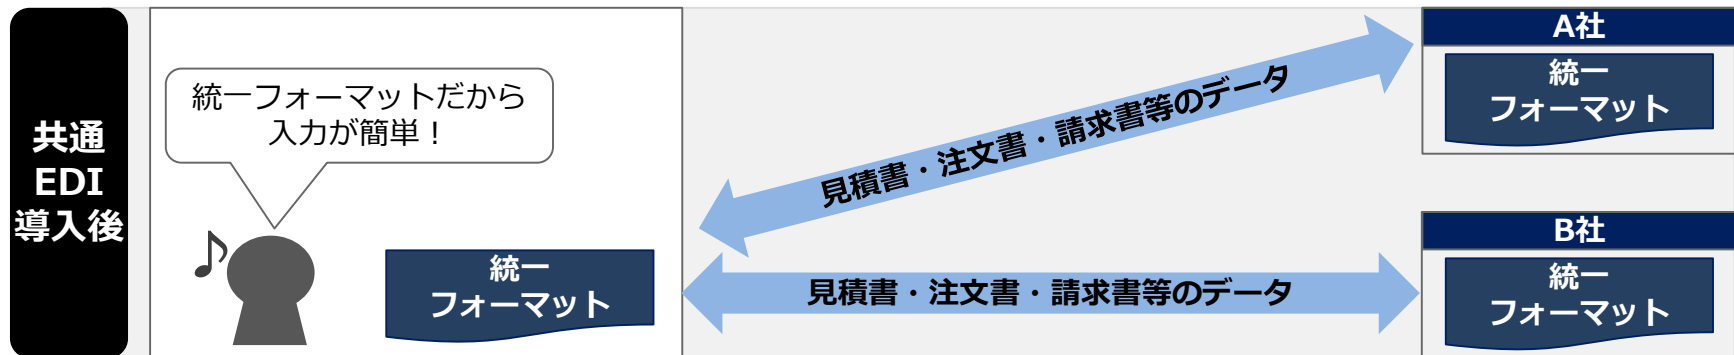 共通
EDI
導入後
統一フォーマットだから
入力が簡単！
統一
フォーマット
見積書・注文書・請求書等のデータ
見積書・注文書・請求書等のデータ
A社
統一
フォーマット
B社
統一
フォーマット